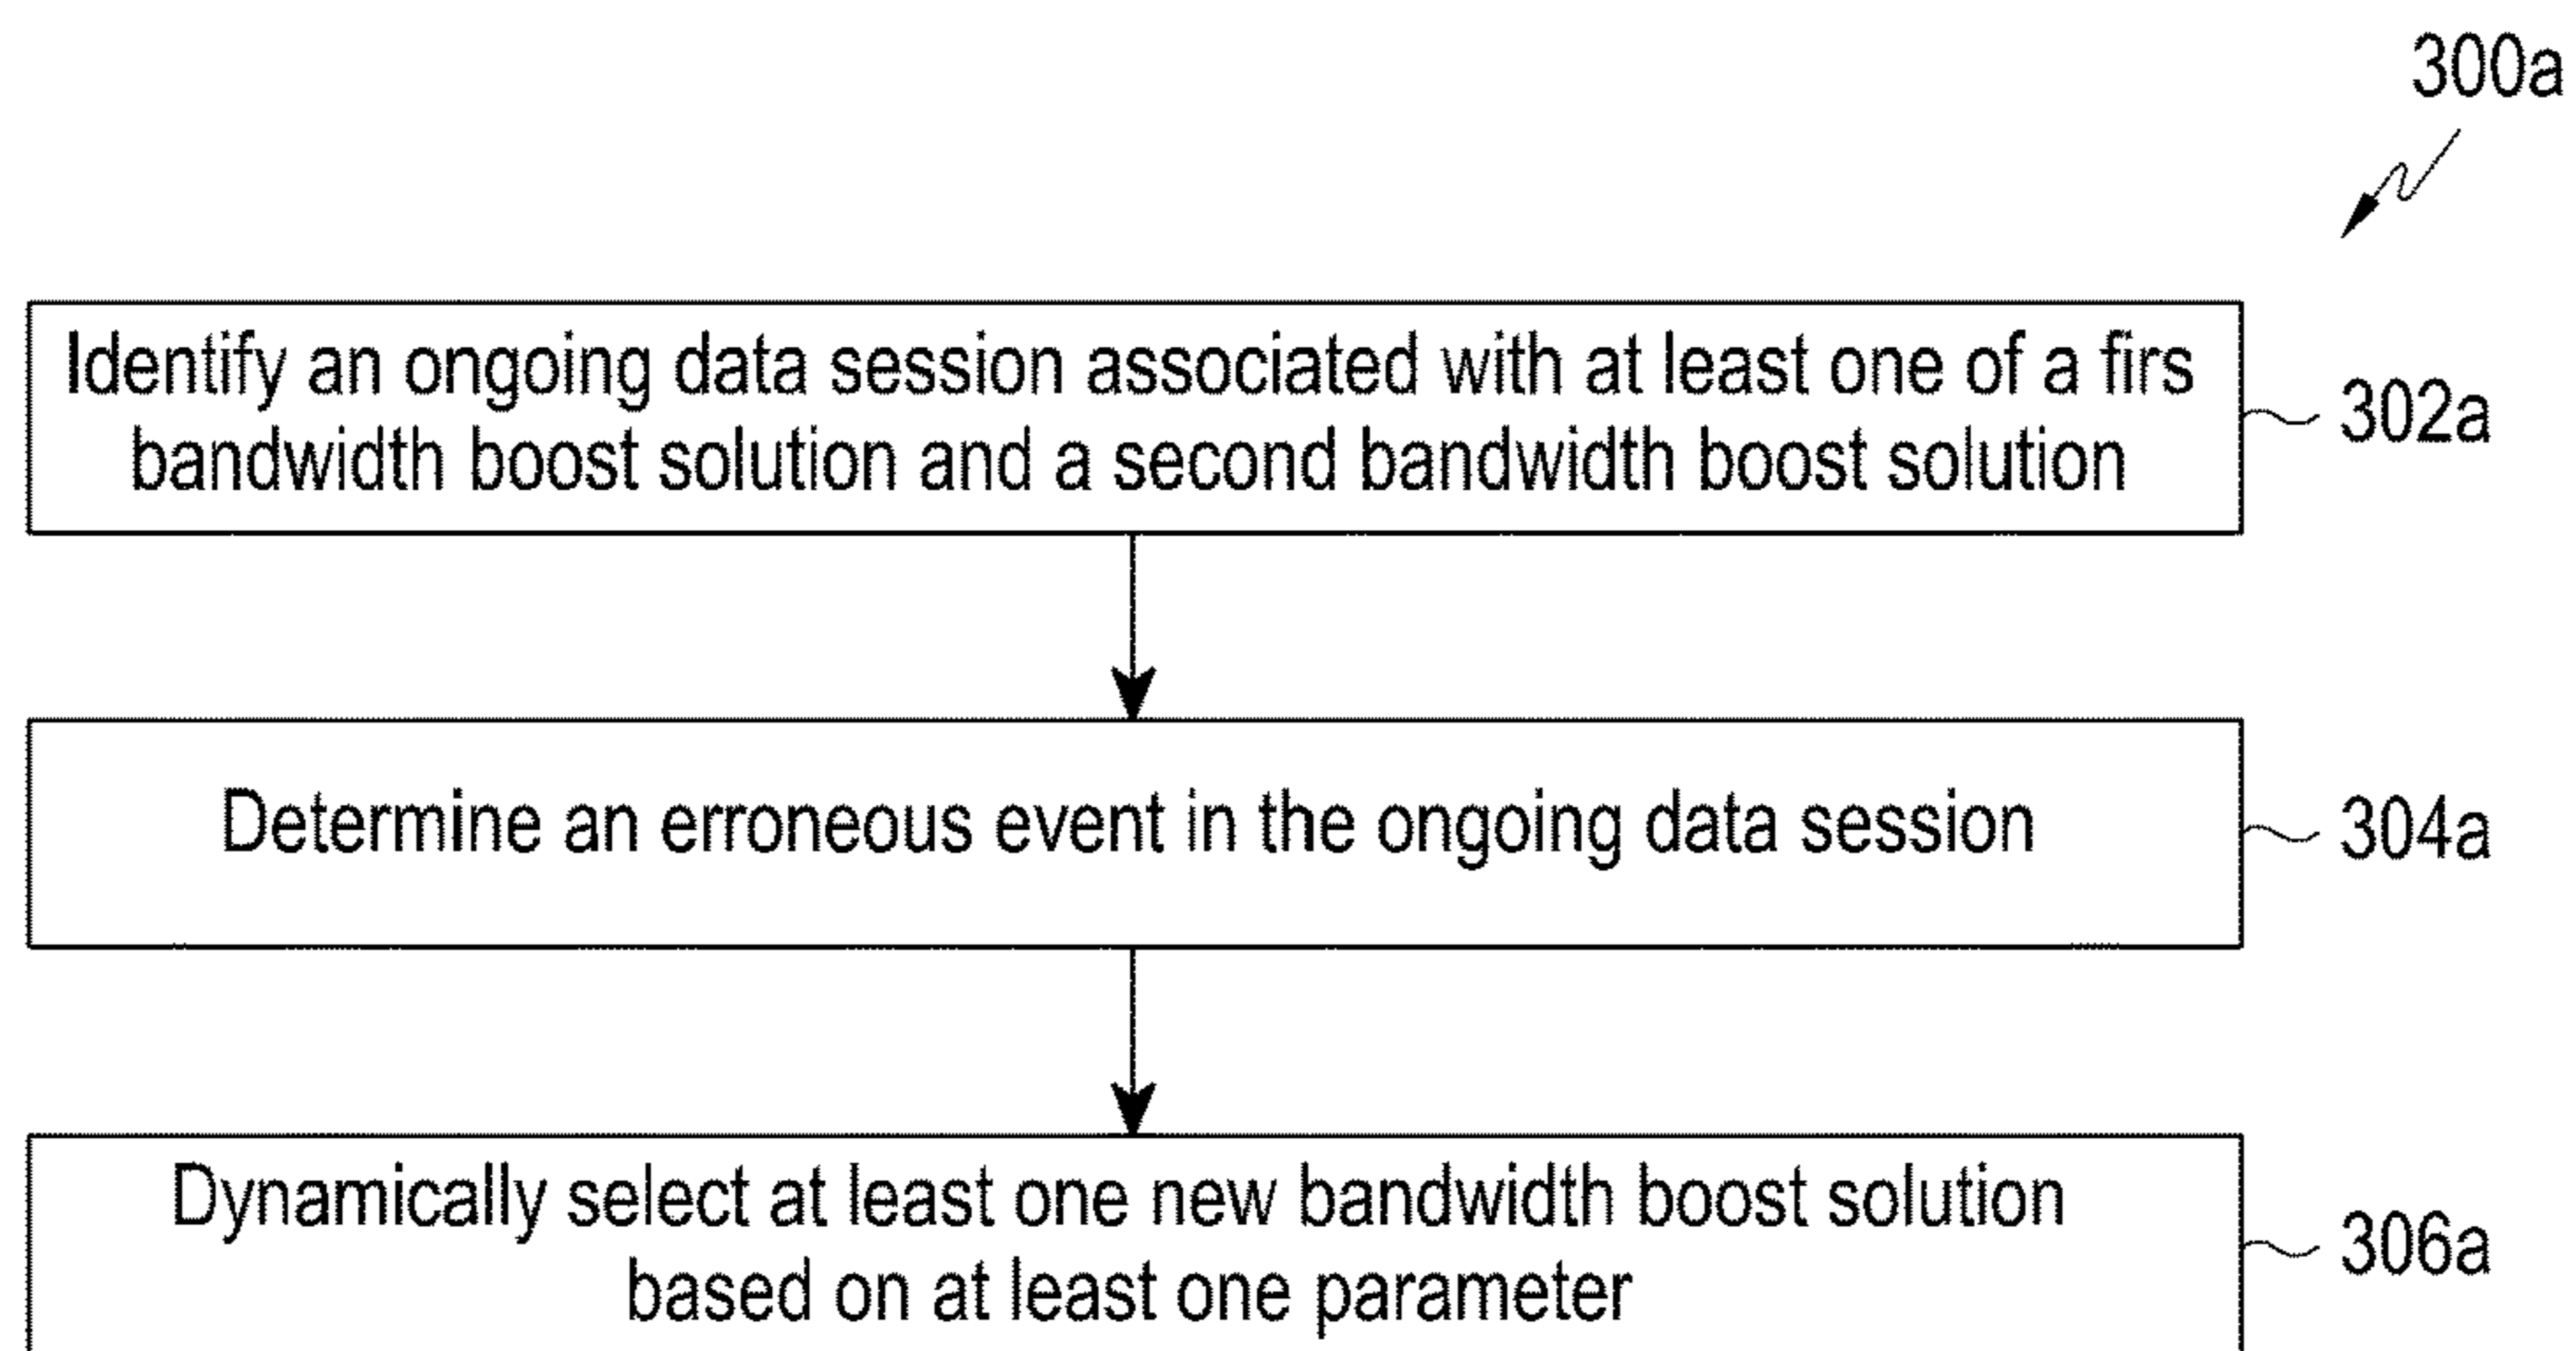 300a
Identify an ongoing data session associated with at least one of a firs
bandwidth boost solution and a second bandwidth boost solution
302a
Determine an erroneous event in the ongoing data session
304a
Dynamically select at least one new bandwidth boost solution
based on at least one parameter
306a